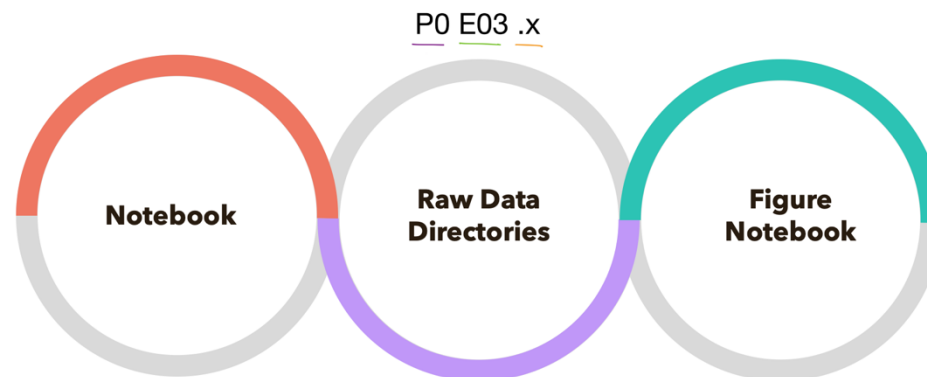 P0 E03 .x
Notebook
Raw Data
Directories
Figure
Notebook